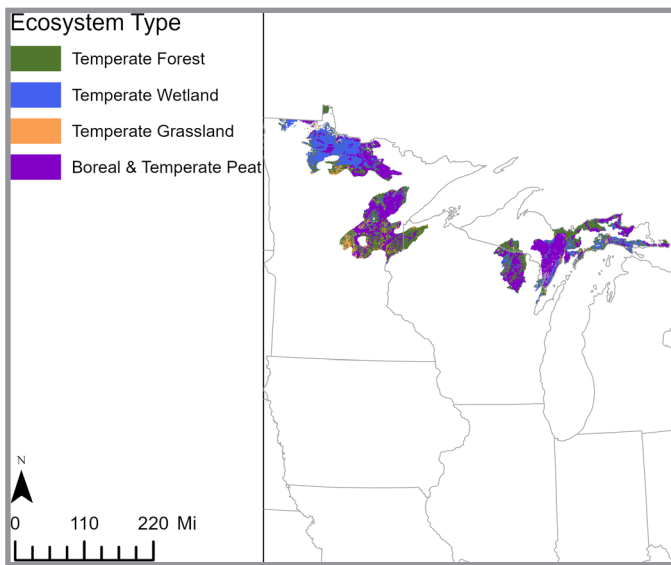 Ecosystem Type
Temperate Forest
Temperate Wetland
Temperate Grassland
Boreal & Temperate Peat
N
0 110 220 Mi